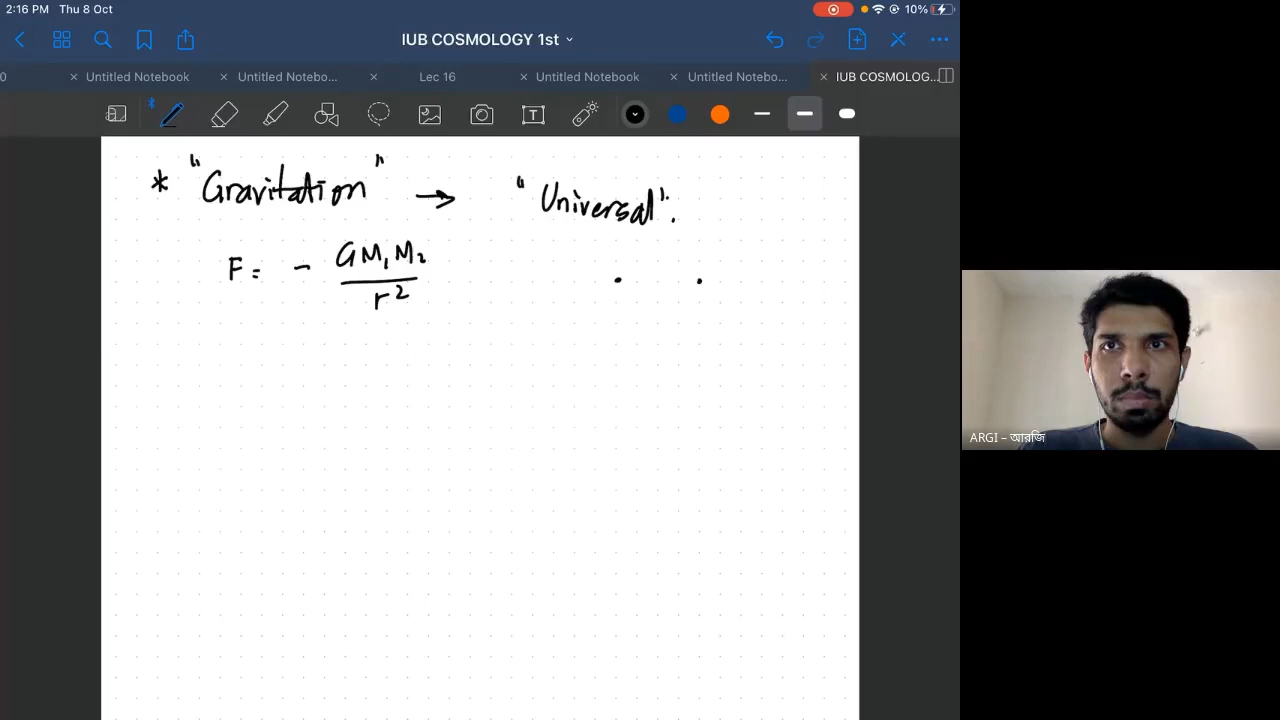 2:16 PM Thu 8 Oct
10%
IUB COSMOLOGY 1st
0
Untitled Notebook
Untitled Notebo...
Lec 16
Untitled Notebook
Untitled Notebo...
IUB COSMOLOG...
T
* "Gravitation" → "Universal".
F = - GM₁M₂ / r²
ARGI – আরজি